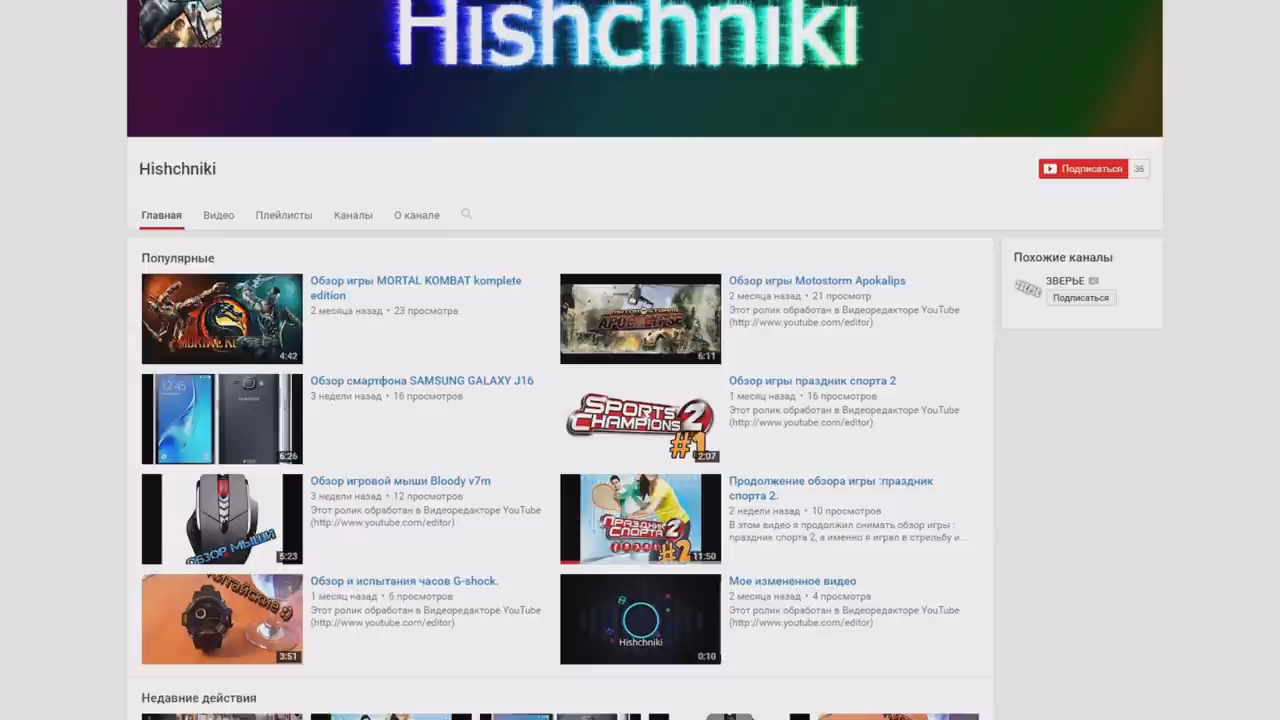 Hishchniki
Hishchniki
Подписаться 36
Главная Видео Плейлисты Каналы О канале
Популярные
Обзор игры MORTAL KOMBAT komplete
edition
2 месяца назад • 23 просмотра
4:42
Обзор игры Motostorm Apokalips
2 месяца назад • 21 просмотр
Этот ролик обработан в Видеоредакторе YouTube
(http://www.youtube.com/editor)
APOCALYPSE
6:11
Обзор смартфона SAMSUNG GALAXY J16
3 недели назад • 16 просмотров
12:45
SAMSUNG
6:26
Обзор игры праздник спорта 2
1 месяц назад • 16 просмотров
Этот ролик обработан в Видеоредакторе YouTube
(http://www.youtube.com/editor)
SPORTS
CHAMPIONS 2
#1
2:07
Обзор игровой мыши Bloody v7m
3 недели назад • 12 просмотров
Этот ролик обработан в Видеоредакторе YouTube
(http://www.youtube.com/editor)
ОБЗОР МЫШИ
5:23
Продолжение обзора игры :праздник
спорта 2.
2 недели назад • 10 просмотров
В этом видео я продолжил снимать обзор игры :
праздник спорта 2, а именно я играл в стрельбу и...
ПРАЗДНИК
СПОРТА 2
#2
11:50
Обзор и испытания часов G-shock.
1 месяц назад • 6 просмотров
Этот ролик обработан в Видеоредакторе YouTube
(http://www.youtube.com/editor)
3:51
Мое измененное видео
2 месяца назад • 4 просмотра
Этот ролик обработан в Видеоредакторе YouTube
(http://www.youtube.com/editor)
Hishchniki
0:10
Недавние действия
Похожие каналы
ЗВЕРЬЕ
ЗВЕРЬЕ
Подписаться